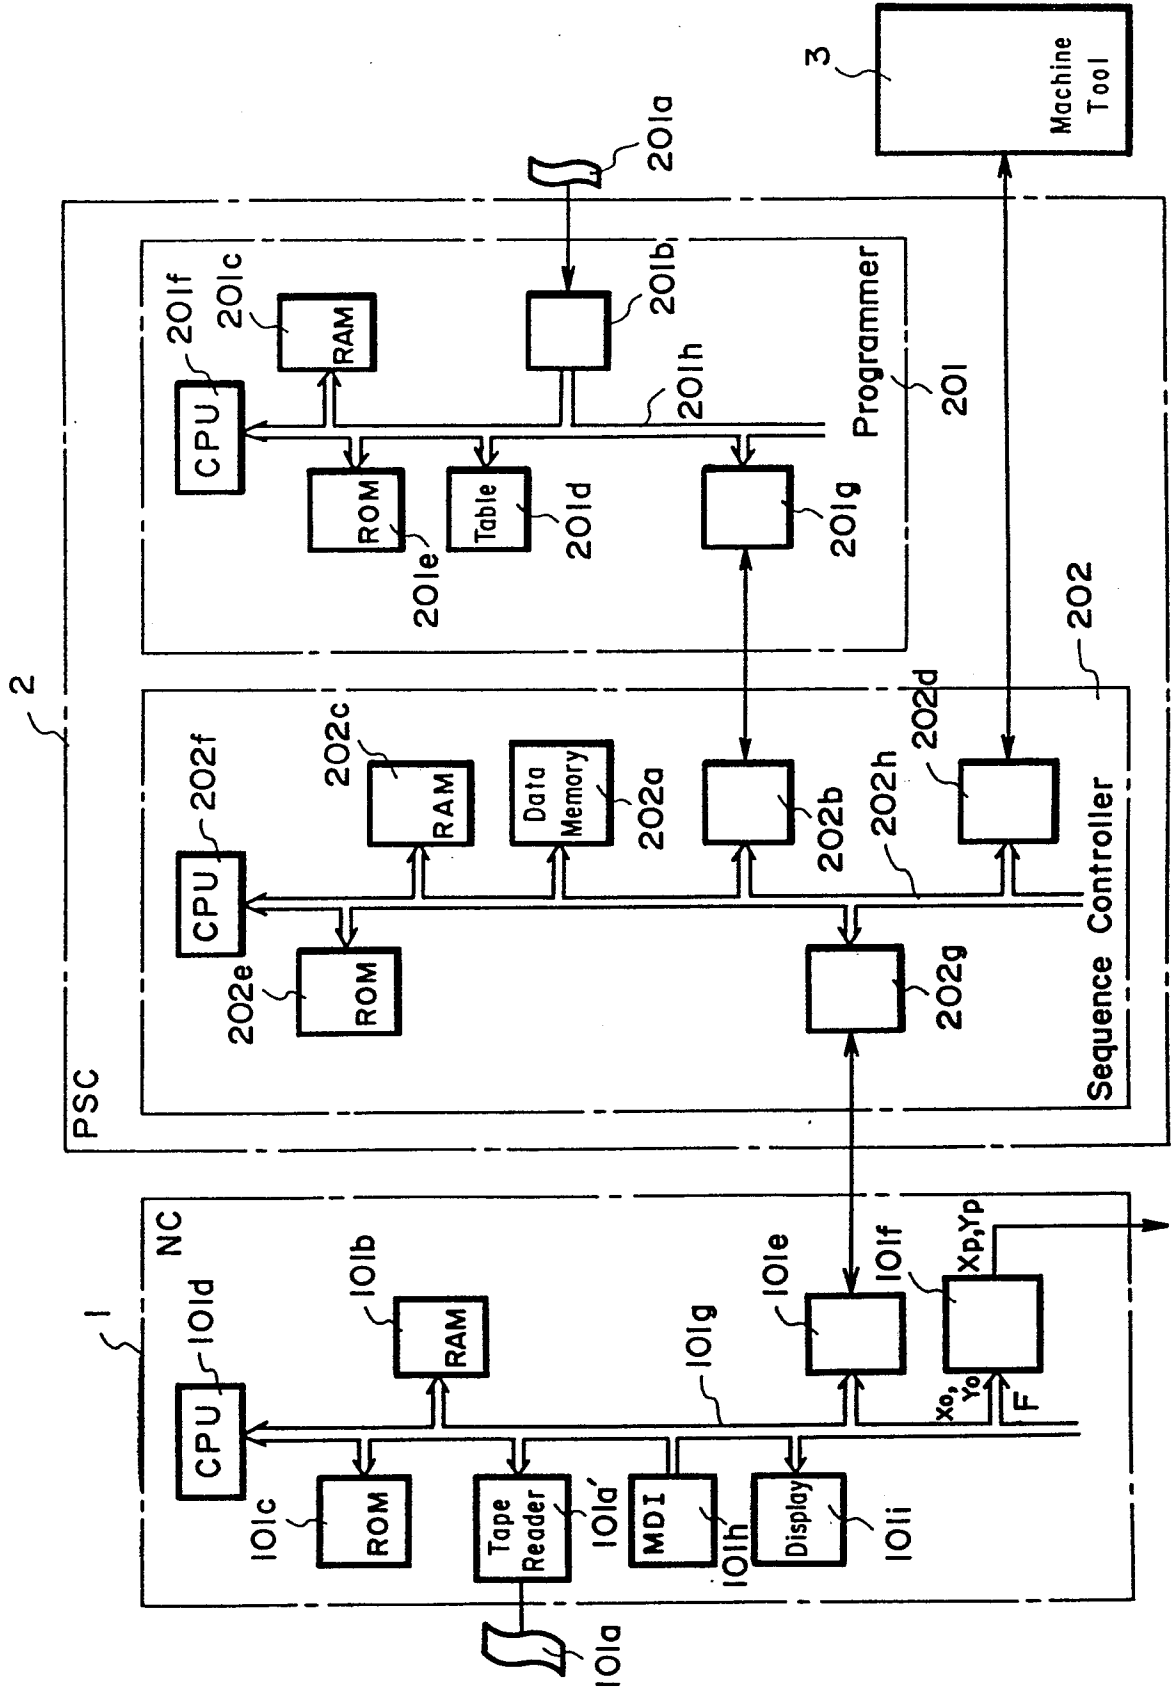 1
NC
CPU
101d
101c
ROM
RAM
101b
101a
Tape
Reader
101a'
MDI
101h
Display
101i
101g
101e
Xo,
Yo
F
101f
Xp,Yp
2
PSC
CPU
202f
202e
ROM
RAM
202c
Data
Memory
202a
202b
202g
202h
202d
Sequence Controller
202
CPU
201f
201c
RAM
ROM
201e
Table
201d
201b
201a
201h
201g
Programmer
201
3
Machine
Tool